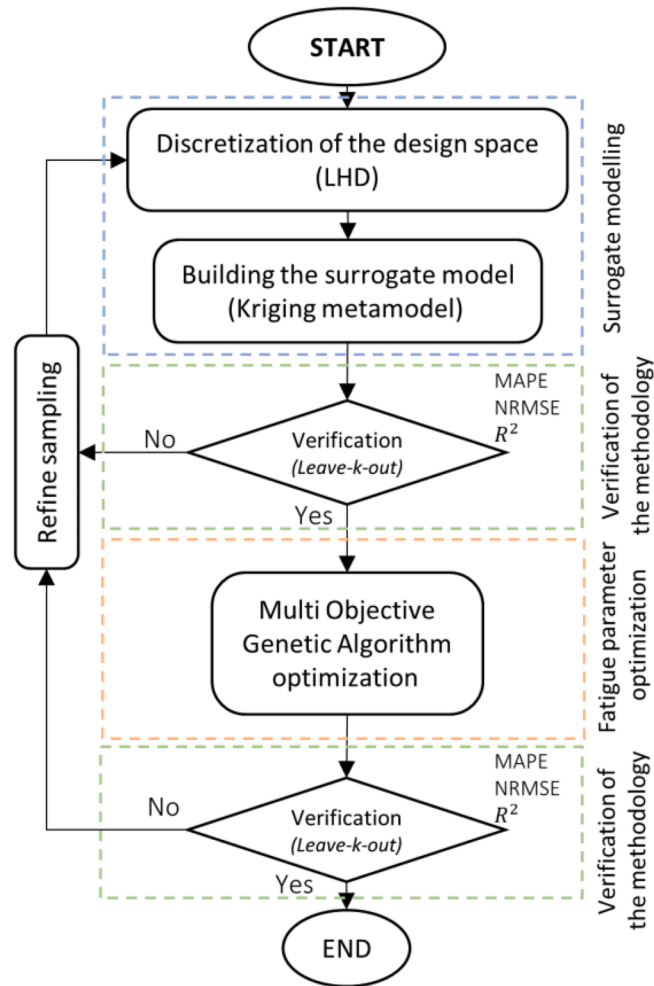 START
Discretization of the design space
(LHD)
Building the surrogate model
(Kriging metamodel)
Surrogate modelling
MAPE
NRMSE
R²
Verification
(Leave-k-out)
No
Yes
Verification of
the methodology
Refine sampling
Multi Objective
Genetic Algorithm
optimization
Fatigue parameter
optimization
MAPE
NRMSE
R²
Verification
(Leave-k-out)
No
Yes
Verification of
the methodology
END